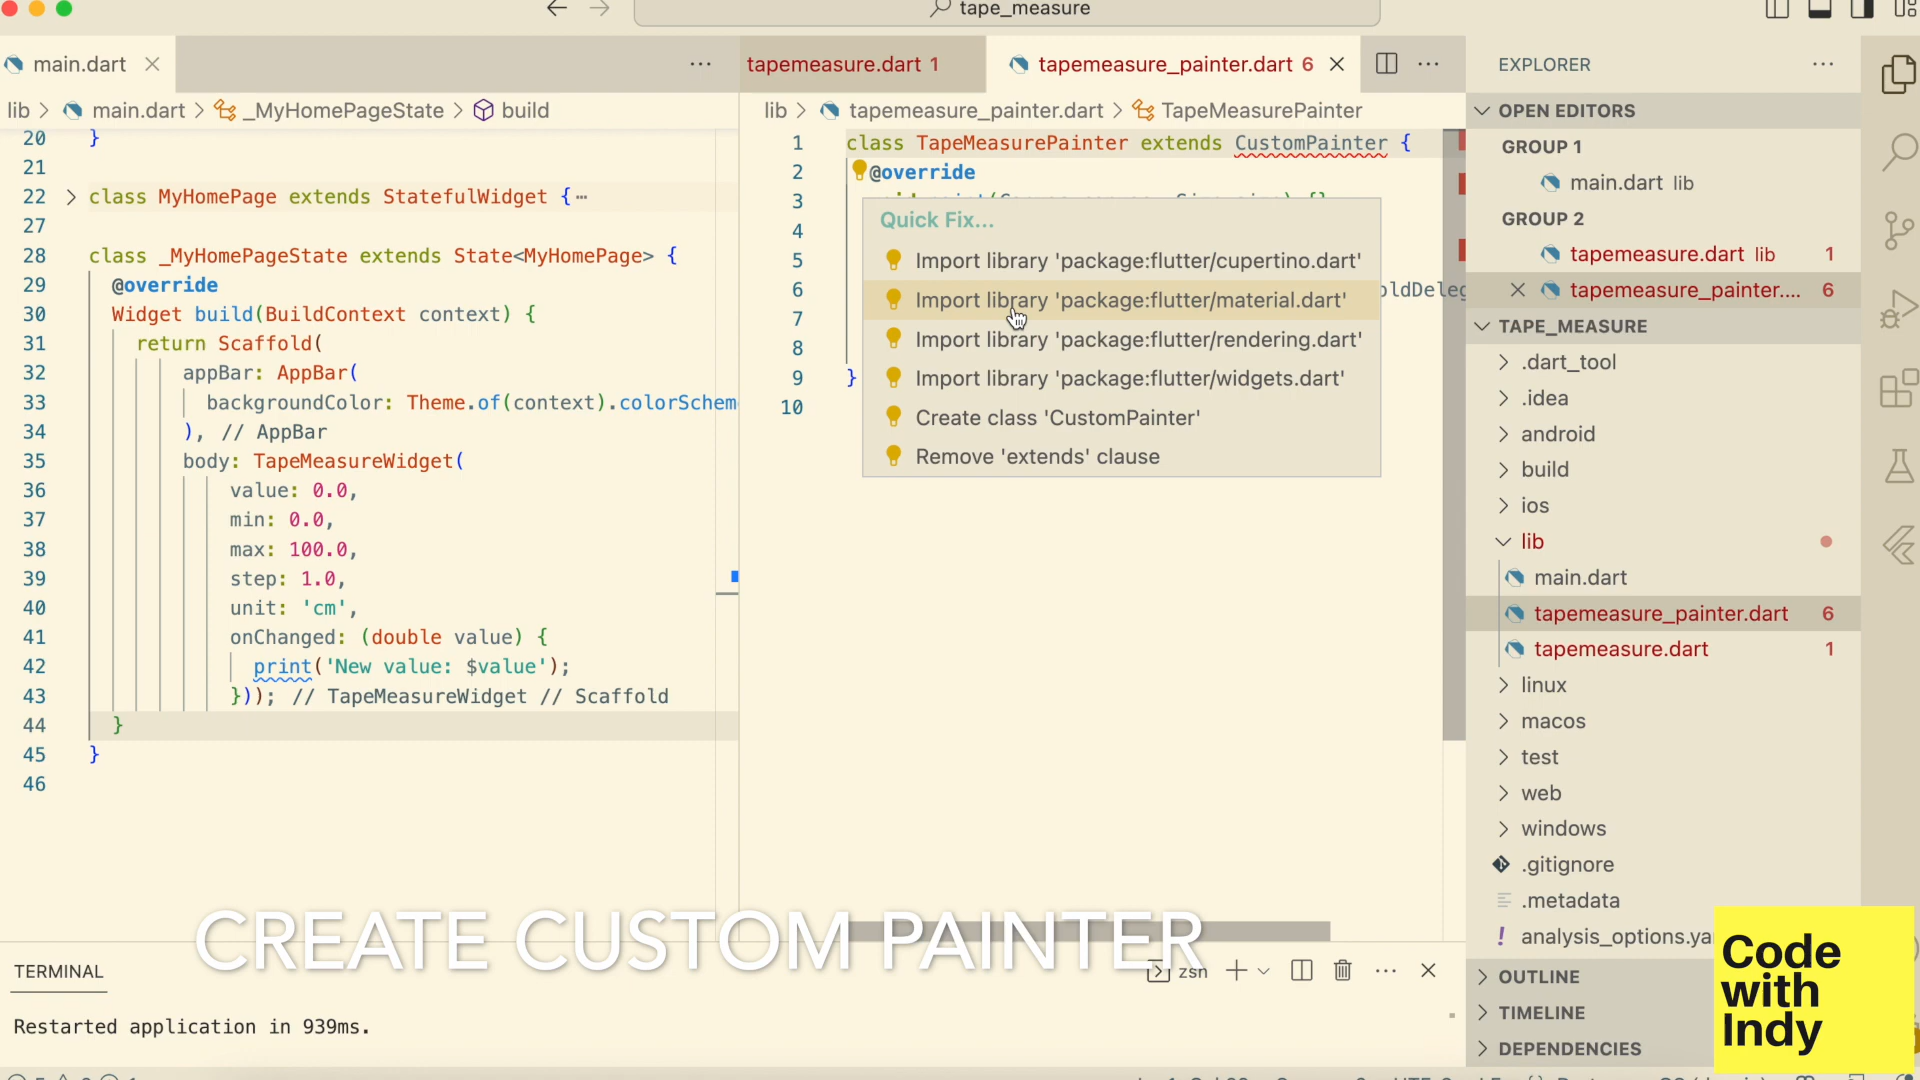 tape_measure
main.dart
tapemeasure.dart 1
tapemeasure_painter.dart 6
lib > main.dart > _MyHomePageState > build
lib > tapemeasure_painter.dart > TapeMeasurePainter
20 }
21
22 class MyHomePage extends StatefulWidget {
27
28 class _MyHomePageState extends State<MyHomePage> {
29 @override
30 Widget build(BuildContext context) {
31 return Scaffold(
32 appBar: AppBar(
33 backgroundColor: Theme.of(context).colorSchem
34 ), // AppBar
35 body: TapeMeasureWidget(
36 value: 0.0,
37 min: 0.0,
38 max: 100.0,
39 step: 1.0,
40 unit: 'cm',
41 onChanged: (double value) {
42 print('New value: $value');
43 })); // TapeMeasureWidget // Scaffold
44 }
45 }
46
1 class TapeMeasurePainter extends CustomPainter {
2 @override
3
4
5
6 oldDeleg
7
8
9 }
10
Quick Fix...
Import library 'package:flutter/cupertino.dart'
Import library 'package:flutter/material.dart'
Import library 'package:flutter/rendering.dart'
Import library 'package:flutter/widgets.dart'
Create class 'CustomPainter'
Remove 'extends' clause
EXPLORER
OPEN EDITORS
GROUP 1
main.dart lib
GROUP 2
tapemeasure.dart lib 1
tapemeasure_painter.... 6
TAPE_MEASURE
.dart_tool
.idea
android
build
ios
lib
main.dart
tapemeasure_painter.dart 6
tapemeasure.dart 1
linux
macos
test
web
windows
.gitignore
.metadata
analysis_options.ya
OUTLINE
TIMELINE
DEPENDENCIES
CREATE CUSTOM PAINTER
TERMINAL
zsh
Restarted application in 939ms.
Code
with
Indy